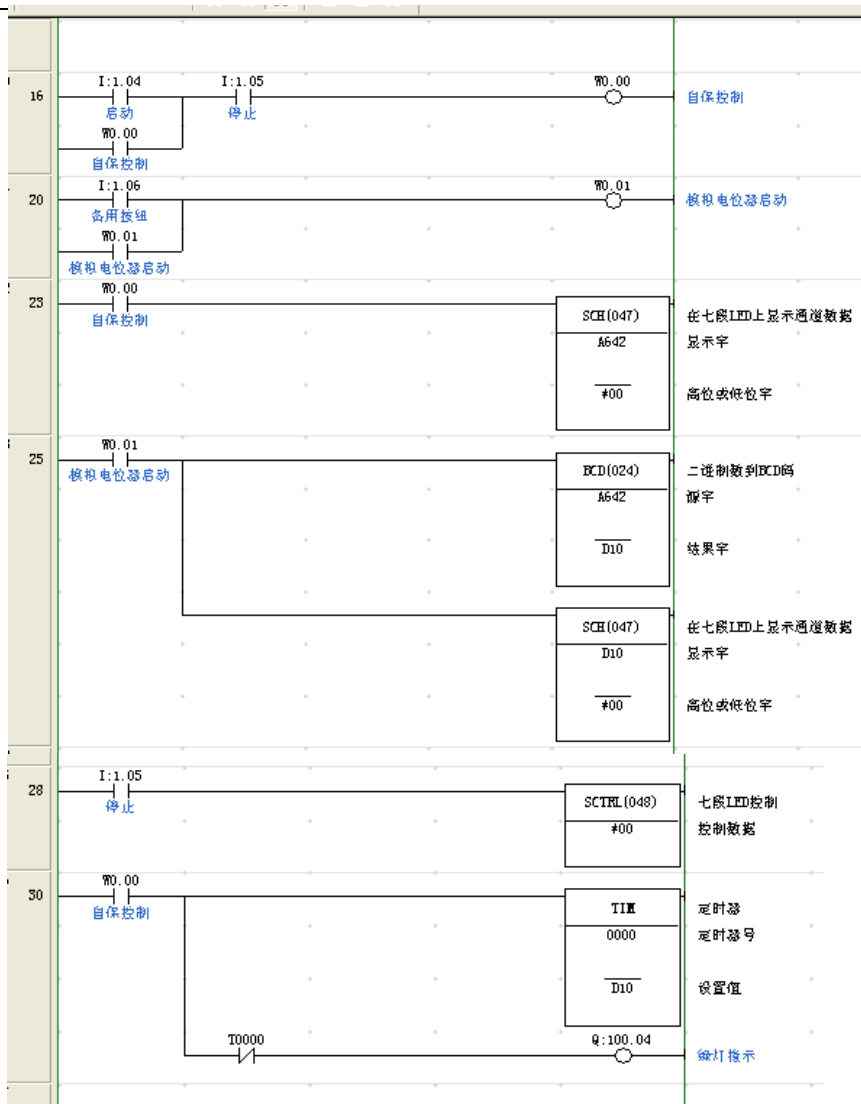 I:1.04 I:1.05 W0.00
16 自保控制
启动 停止
W0.00
自保控制
I:1.06 W0.01
20 模拟电位器启动
备用按钮
W0.01
模拟电位器启动
W0.00
23
自保控制
SCH(047) 在七段LED上显示通道数据
A642 显示字
#00 高位或低位字
W0.01
25
模拟电位器启动
BCD(024) 二进制数到BCD码
A642 源字
D10 结果字
SCH(047) 在七段LED上显示通道数据
D10 显示字
#00 高位或低位字
I:1.05
28
停止
SCTRL(048) 七段LED控制
#00 控制数据
W0.00
30
自保控制
TIM 定时器
0000 定时器号
D10 设置值
T0000 Q:100.04
灯指示